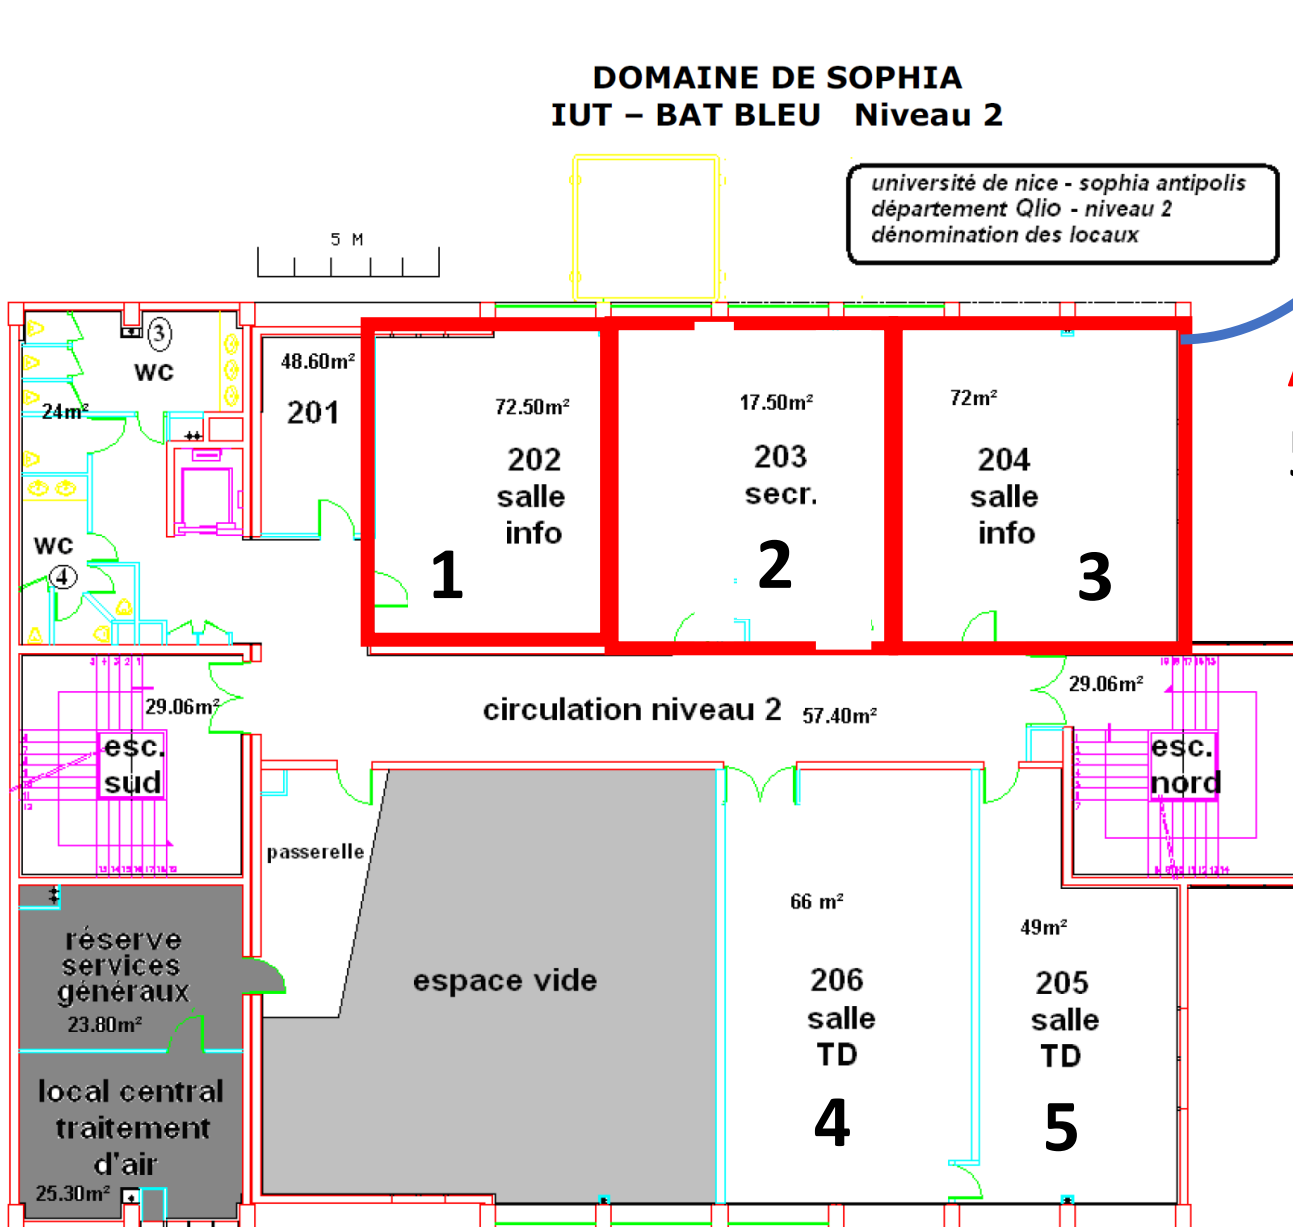 DOMAINE DE SOPHIA
IUT – BAT BLEU Niveau 2
université de nice - sophia antipolis
département Qlio - niveau 2
dénomination des locaux
5 M
3
wc
24m²
48.60m²
201
72.50m²
202
salle
info
1
17.50m²
203
secr.
2
72m²
204
salle
info
3
wc
4
29.06m²
esc.
sud
circulation niveau 2 57.40m²
29.06m²
esc.
nord
passerelle
espace vide
66 m²
206
salle
TD
4
49m²
205
salle
TD
5
réserve
services
généraux
23.80m²
local central
traitement
d'air
25.30m²